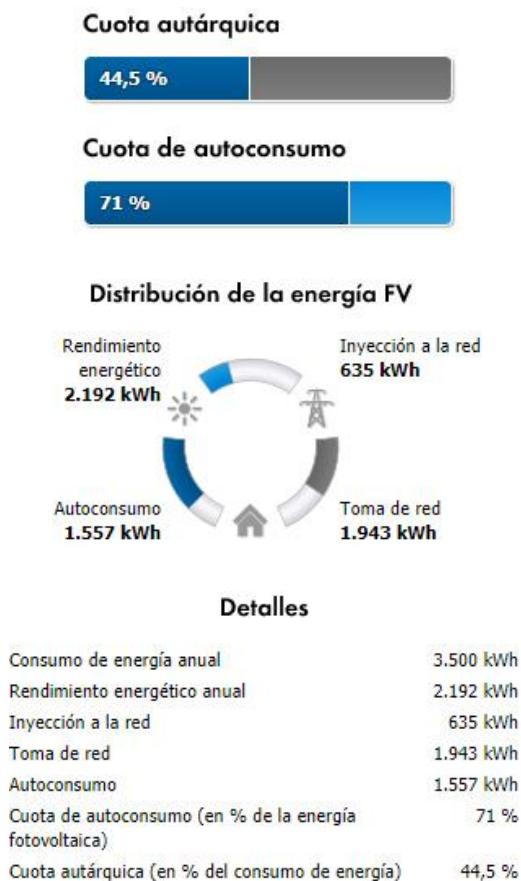 Cuota autárquica
44,5 %
Cuota de autoconsumo
71 %
Distribución de la energía FV
Rendimiento
energético
2.192 kWh
Inyección a la red
635 kWh
Autoconsumo
1.557 kWh
Toma de red
1.943 kWh
Detalles
Consumo de energía anual 3.500 kWh
Rendimiento energético anual 2.192 kWh
Inyección a la red 635 kWh
Toma de red 1.943 kWh
Autoconsumo 1.557 kWh
Cuota de autoconsumo (en % de la energía 71 %
fotovoltaica)
Cuota autárquica (en % del consumo de energía) 44,5 %